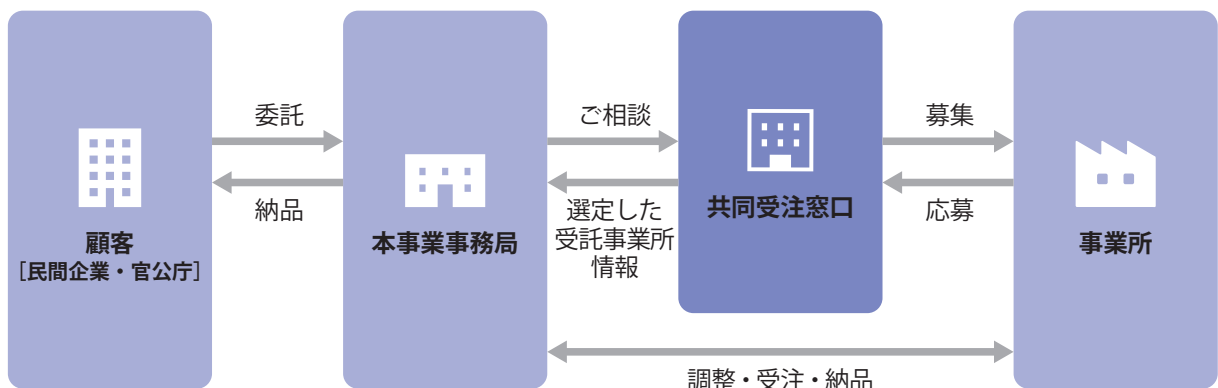 委託
納品
顧客
［民間企業・官公庁］
本事業事務局
ご相談
選定した
受託事業所
情報
共同受注窓口
募集
応募
事業所
調整・受注・納品